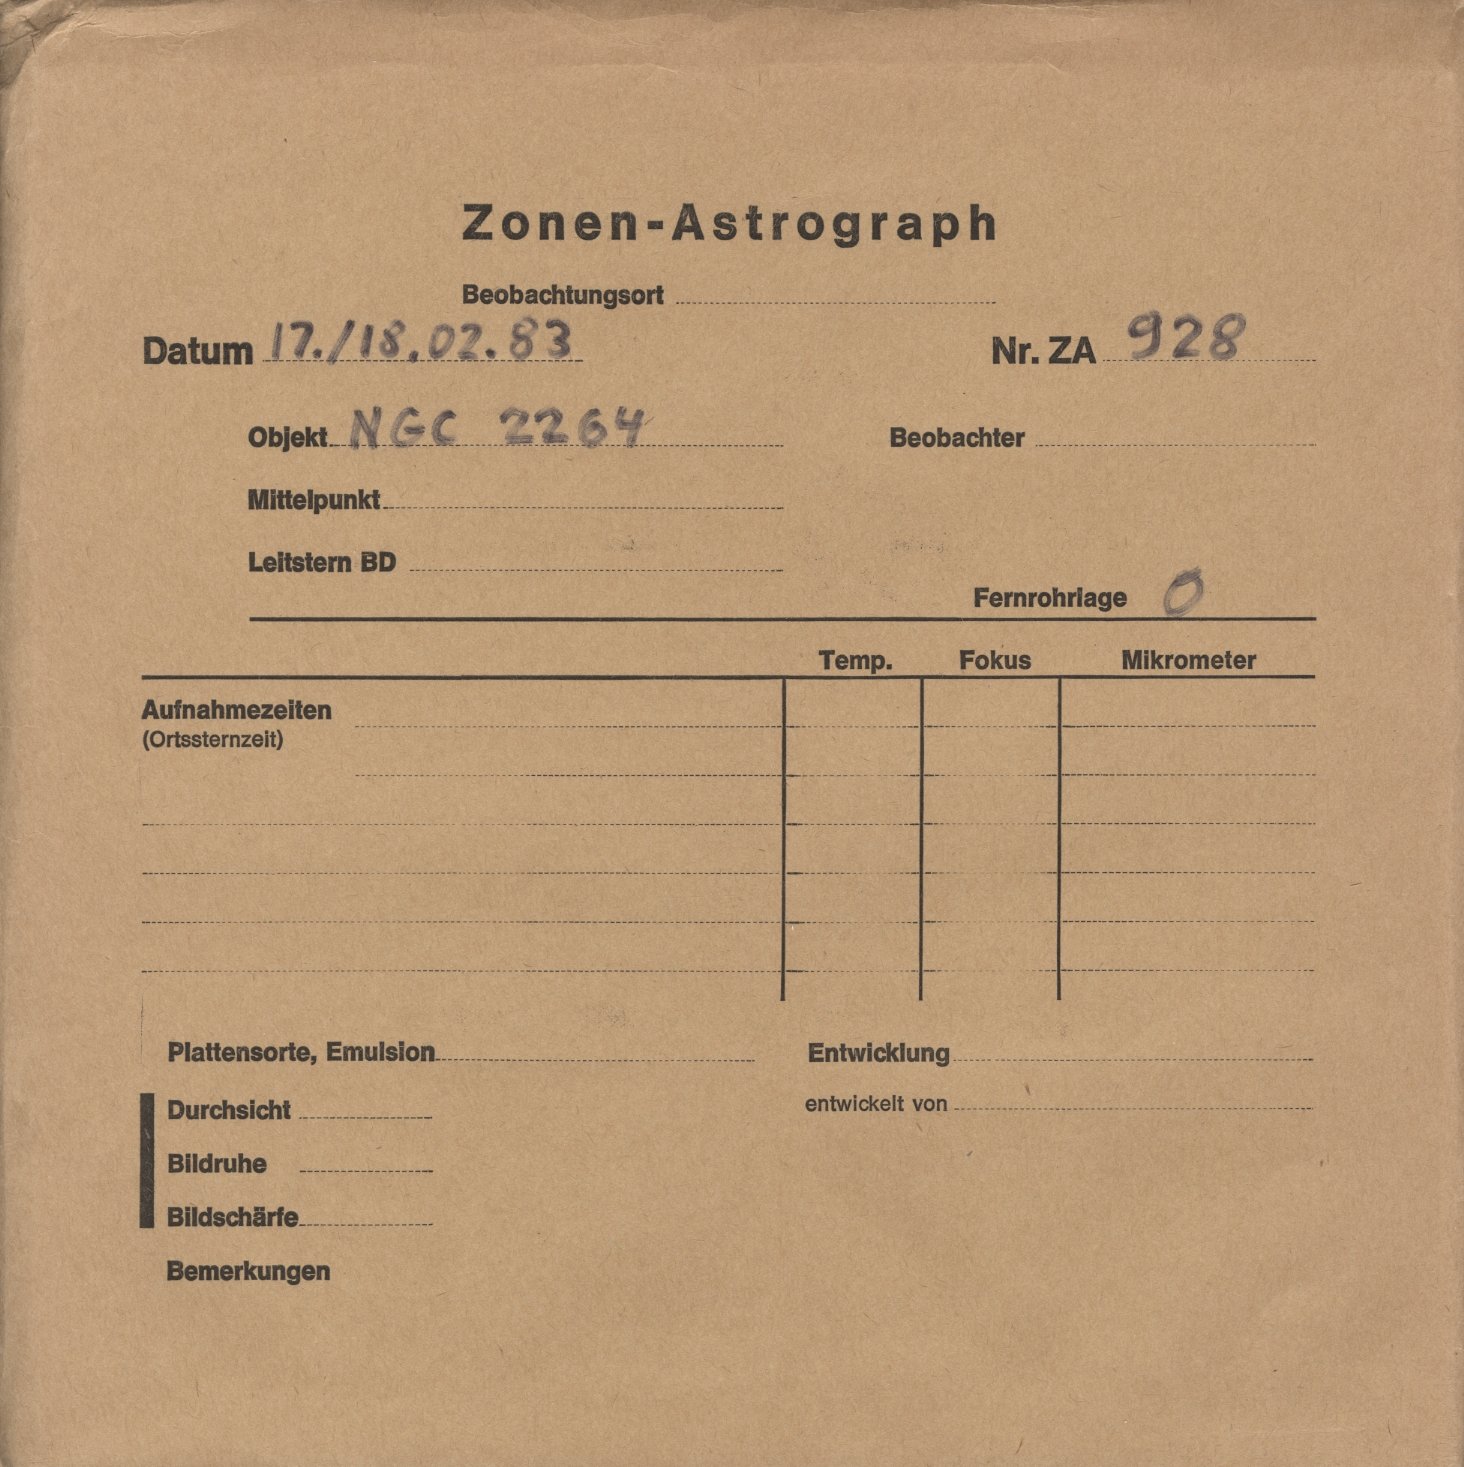 Zonen-Astrograph
Beobachtungsort
Datum 17./18.02.83 Nr. ZA 928
Objekt NGC 2264 Beobachter
Mittelpunkt
Leitstern BD
Fernrohrlage O
Temp. Fokus Mikrometer
Aufnahmezeiten
(Ortssternzeit)
Plattensorte, Emulsion Entwicklung
Durchsicht entwickelt von
Bildruhe
Bildschärfe
Bemerkungen